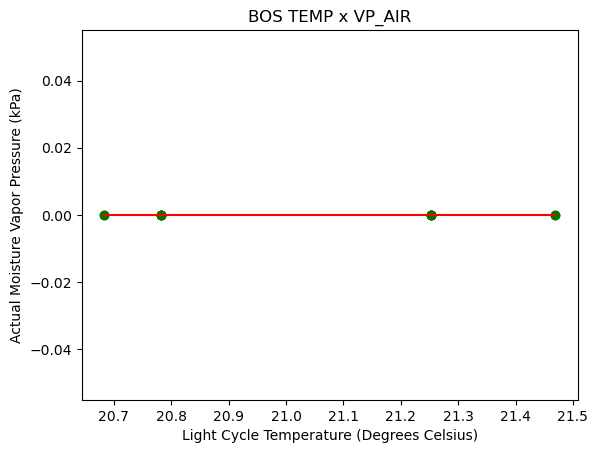 BOS TEMP x VP_AIR
Actual Moisture Vapor Pressure (kPa)
0.04
0.02
0.00
−0.02
−0.04
20.7 20.8 20.9 21.0 21.1 21.2 21.3 21.4 21.5
Light Cycle Temperature (Degrees Celsius)